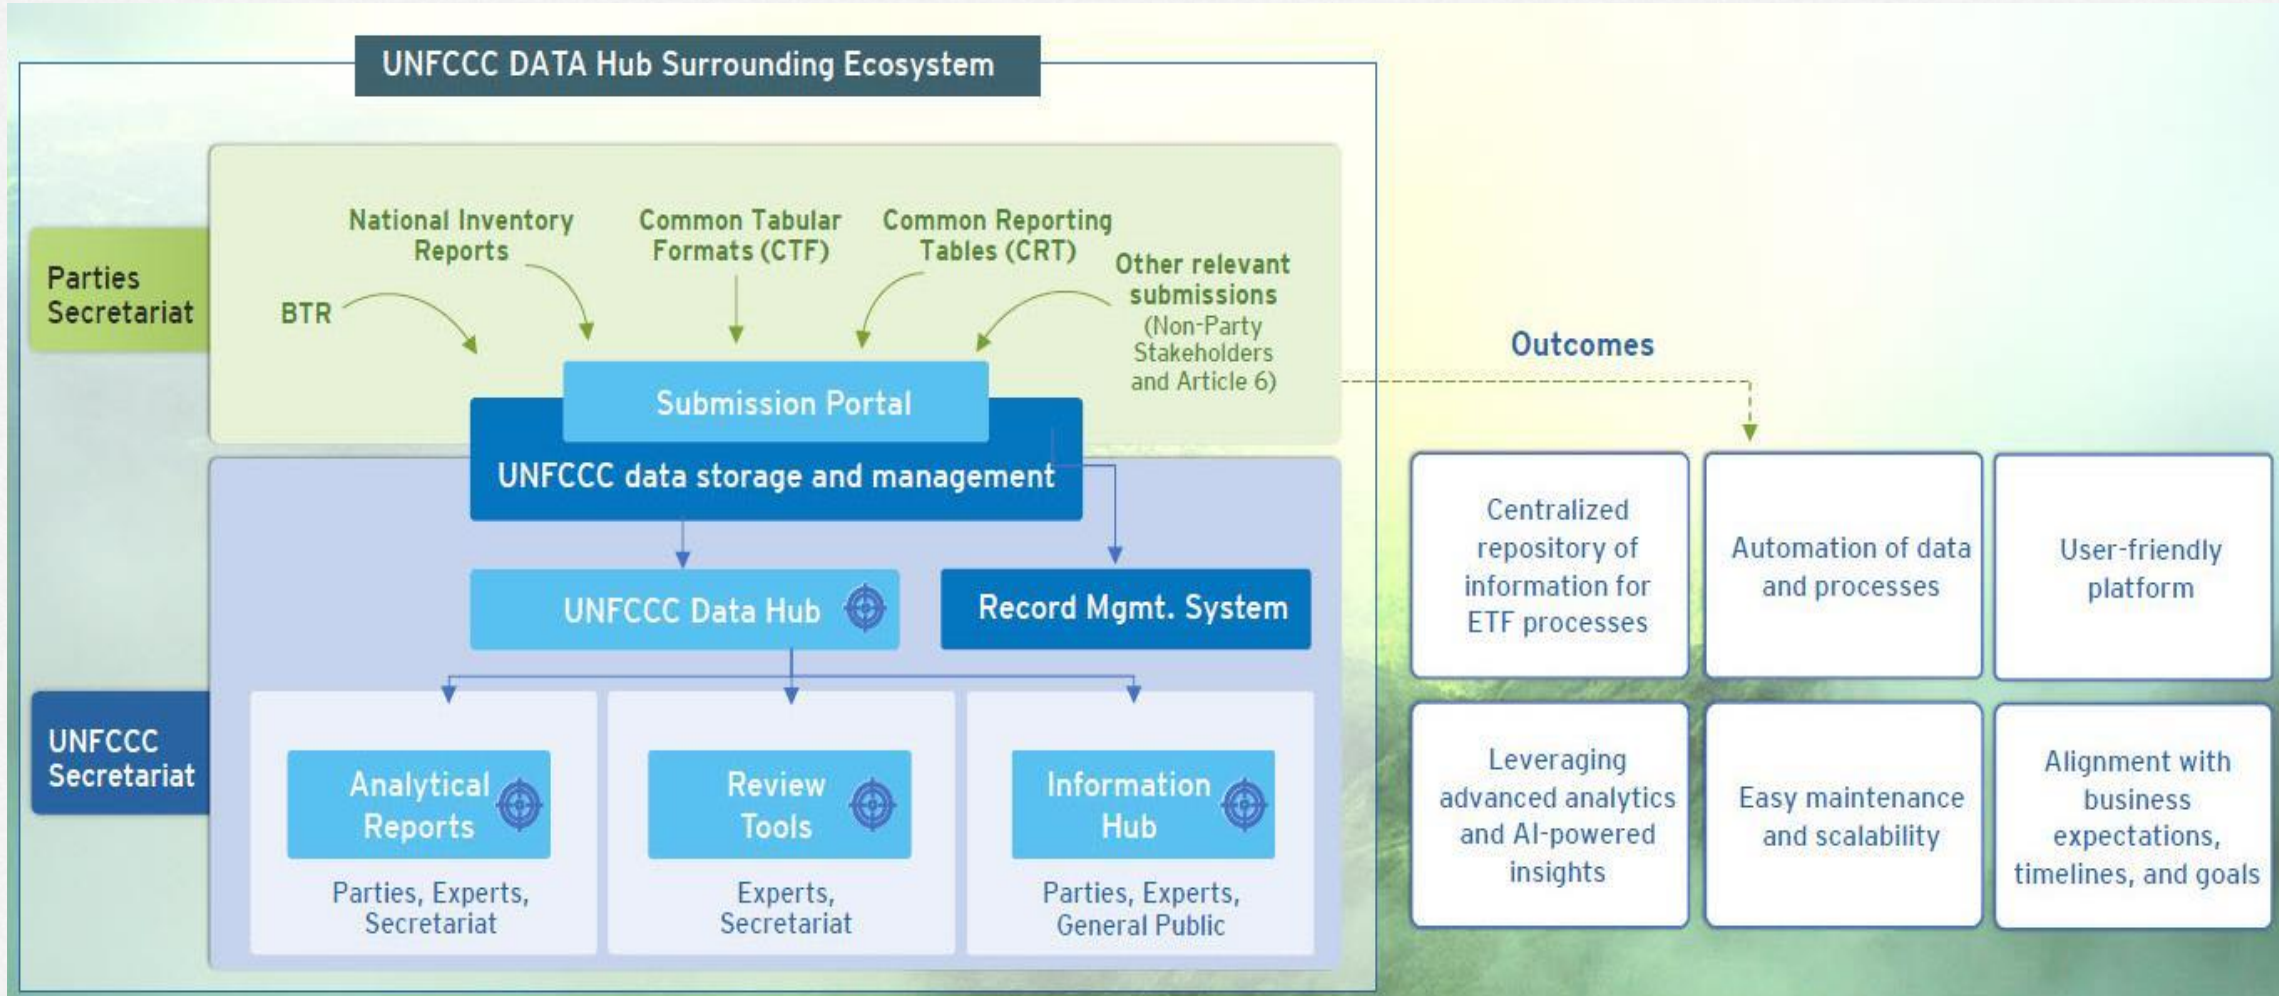 UNFCCC DATA Hub Surrounding Ecosystem
Parties
Secretariat
BTR
National Inventory
Reports
Common Tabular
Formats (CTF)
Common Reporting
Tables (CRT)
Other relevant
submissions
(Non-Party
Stakeholders
and Article 6)
Submission Portal
UNFCCC data storage and management
UNFCCC
Secretariat
UNFCCC Data Hub
Record Mgmt. System
Analytical
Reports
Parties, Experts,
Secretariat
Review
Tools
Experts,
Secretariat
Information
Hub
Parties, Experts,
General Public
Outcomes
Centralized
repository of
information for
ETF processes
Automation of data
and processes
User-friendly
platform
Leveraging
advanced analytics
and AI-powered
insights
Easy maintenance
and scalability
Alignment with
business
expectations,
timelines, and goals